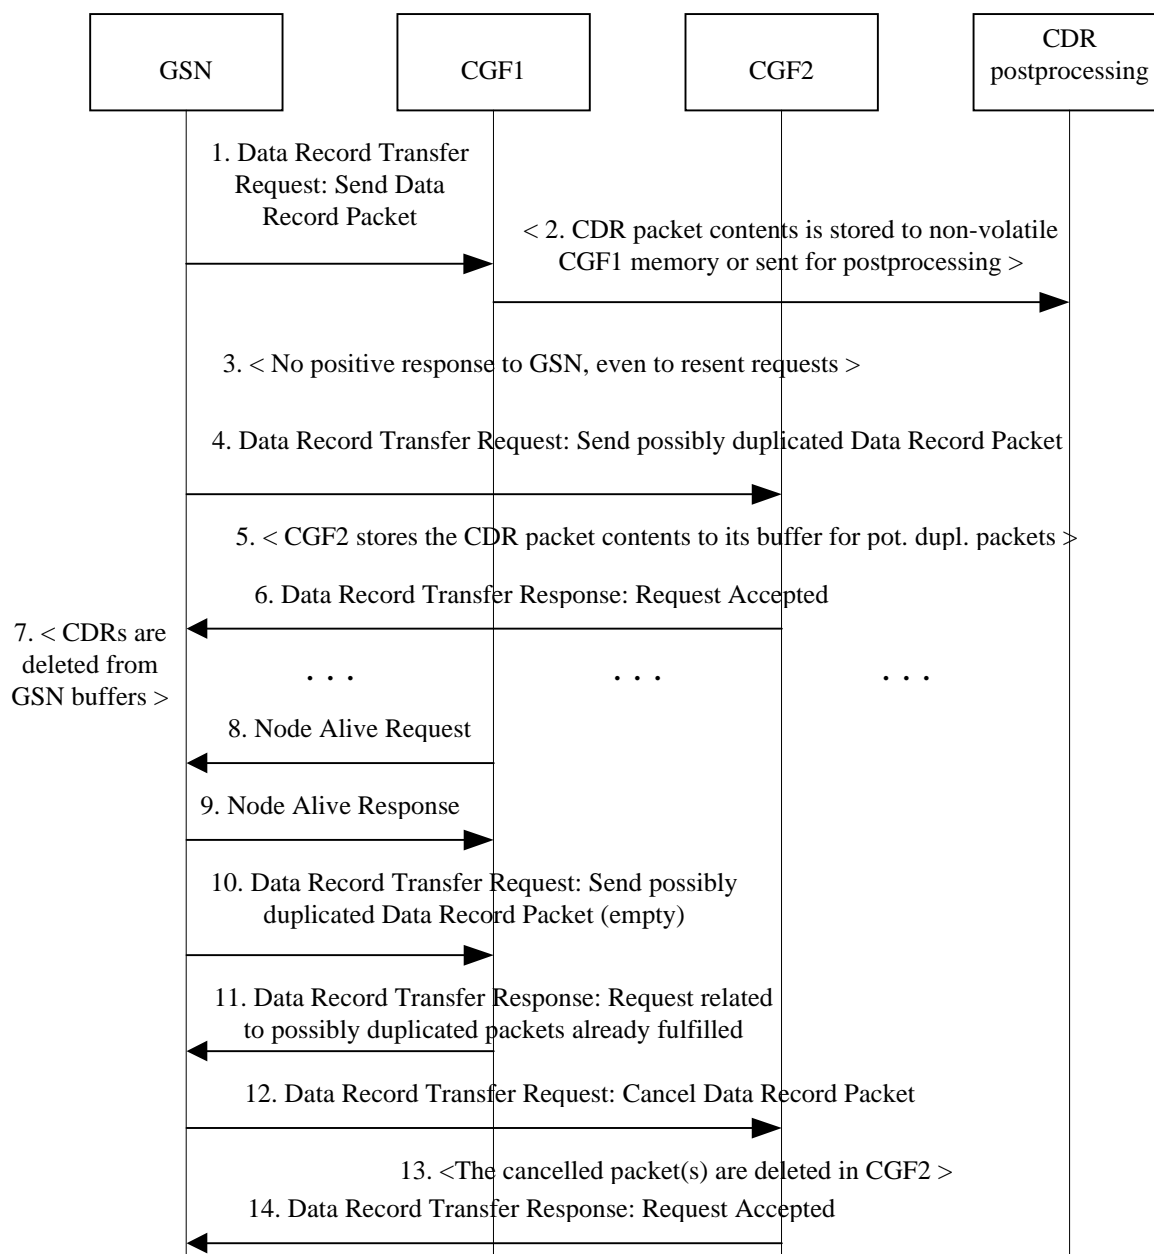 GSN
CGF1
CGF2
CDR
postprocessing
1. Data Record Transfer
Request: Send Data
Record Packet
< 2. CDR packet contents is stored to non-volatile
CGF1 memory or sent for postprocessing >
3. < No positive response to GSN, even to resent requests >
4. Data Record Transfer Request: Send possibly duplicated Data Record Packet
5. < CGF2 stores the CDR packet contents to its buffer for pot. dupl. packets >
6. Data Record Transfer Response: Request Accepted
7. < CDRs are
deleted from
GSN buffers >
. . .
. . .
. . .
8. Node Alive Request
9. Node Alive Response
10. Data Record Transfer Request: Send possibly
duplicated Data Record Packet (empty)
11. Data Record Transfer Response: Request related
to possibly duplicated packets already fulfilled
12. Data Record Transfer Request: Cancel Data Record Packet
13. <The cancelled packet(s) are deleted in CGF2 >
14. Data Record Transfer Response: Request Accepted